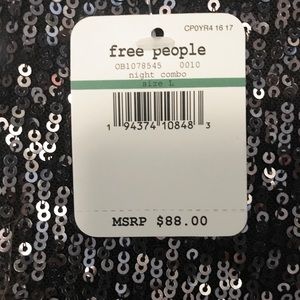 CP0YR4 16 17
free people
OB1078545 0010
night combo
size L
1 94374 10848 3
MSRP $88.00